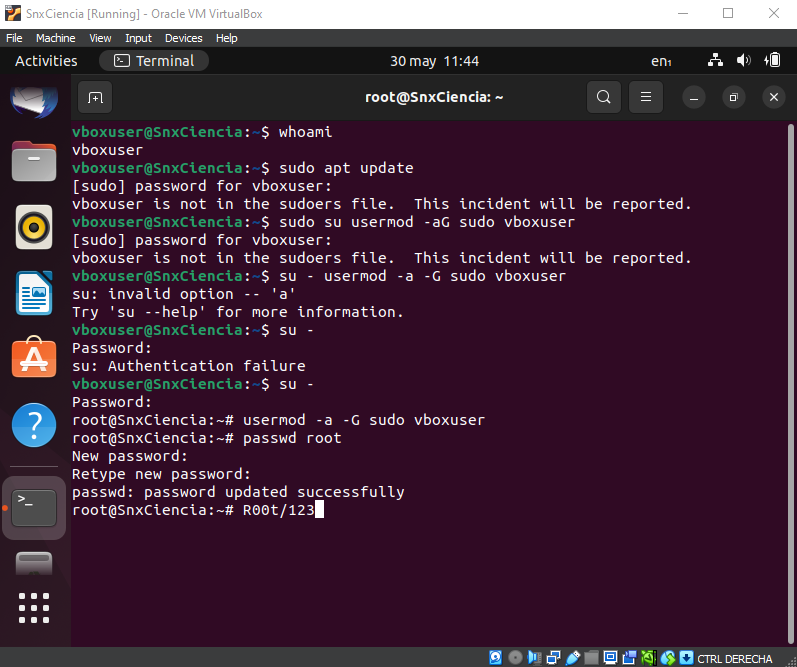 SnxCiencia [Running] - Oracle VM VirtualBox
File Machine View Input Devices Help
Activities Terminal 30 may 11:44 en₁
root@SnxCiencia: ~
vboxuser@SnxCiencia:~$ whoami
vboxuser
vboxuser@SnxCiencia:~$ sudo apt update
[sudo] password for vboxuser:
vboxuser is not in the sudoers file.  This incident will be reported.
vboxuser@SnxCiencia:~$ sudo su usermod -aG sudo vboxuser
[sudo] password for vboxuser:
vboxuser is not in the sudoers file.  This incident will be reported.
vboxuser@SnxCiencia:~$ su - usermod -a -G sudo vboxuser
su: invalid option -- 'a'
Try 'su --help' for more information.
vboxuser@SnxCiencia:~$ su -
Password:
su: Authentication failure
vboxuser@SnxCiencia:~$ su -
Password:
root@SnxCiencia:~# usermod -a -G sudo vboxuser
root@SnxCiencia:~# passwd root
New password:
Retype new password:
passwd: password updated successfully
root@SnxCiencia:~# R00t/123
CTRL DERECHA